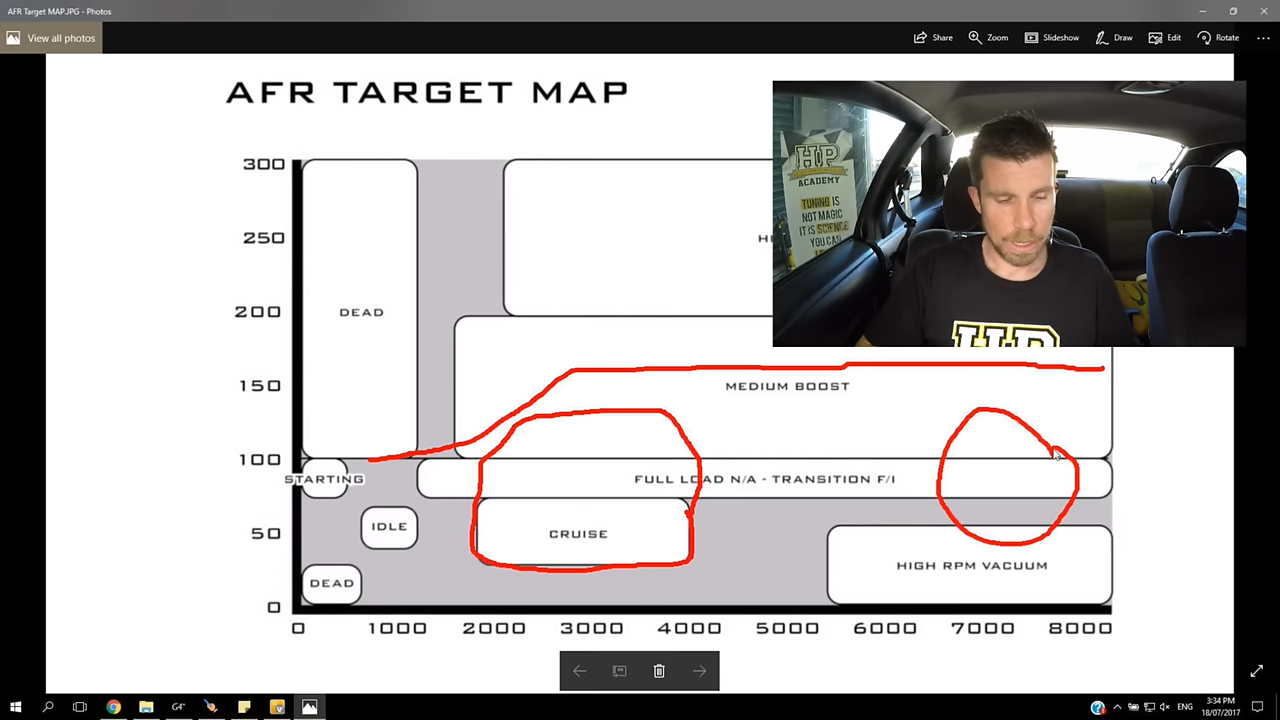 AFR Target MAP.JPG - Photos
View all photos
Share
Zoom
Slideshow
Draw
Edit
Rotate
AFR TARGET MAP
HP
ACADEMY
TUNING IS
NOT MAGIC
IT IS SCIENCE
YOU CAN
300
250
200
150
100
50
0
DEAD
MEDIUM BOOST
STARTING
FULL LOAD N/A - TRANSITION F/I
IDLE
CRUISE
DEAD
HIGH RPM VACUUM
0 1000 2000 3000 4000 5000 6000 7000 8000
ENG
3:34 PM
18/07/2017